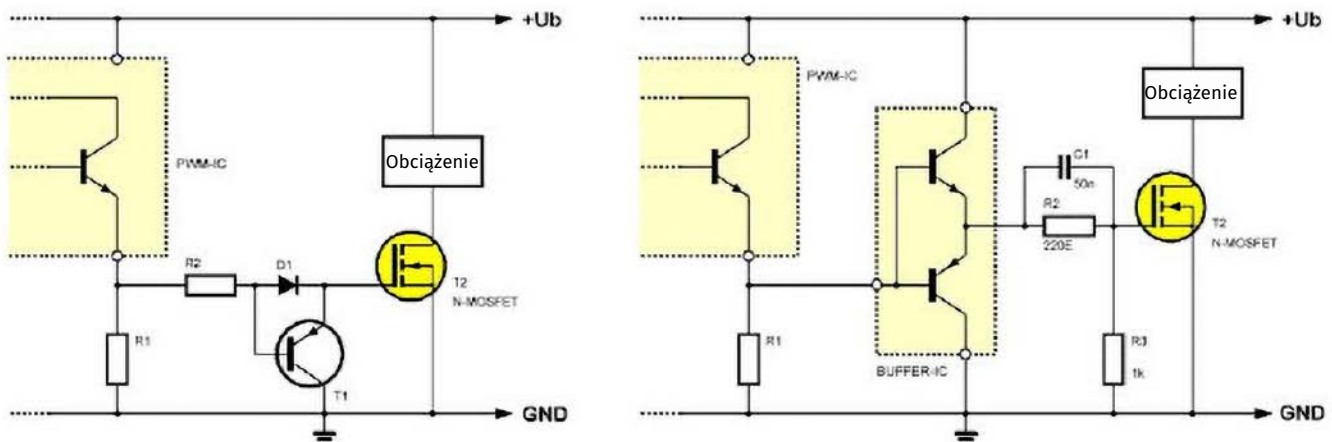 +Ub
PWM-IC
Obciążenie
R2
D1
T2
N-MOSFET
R1
T1
GND
+Ub
PWM-IC
Obciążenie
C1
50n
R2
220E
T2
N-MOSFET
R1
BUFFER-IC
R3
1k
GND